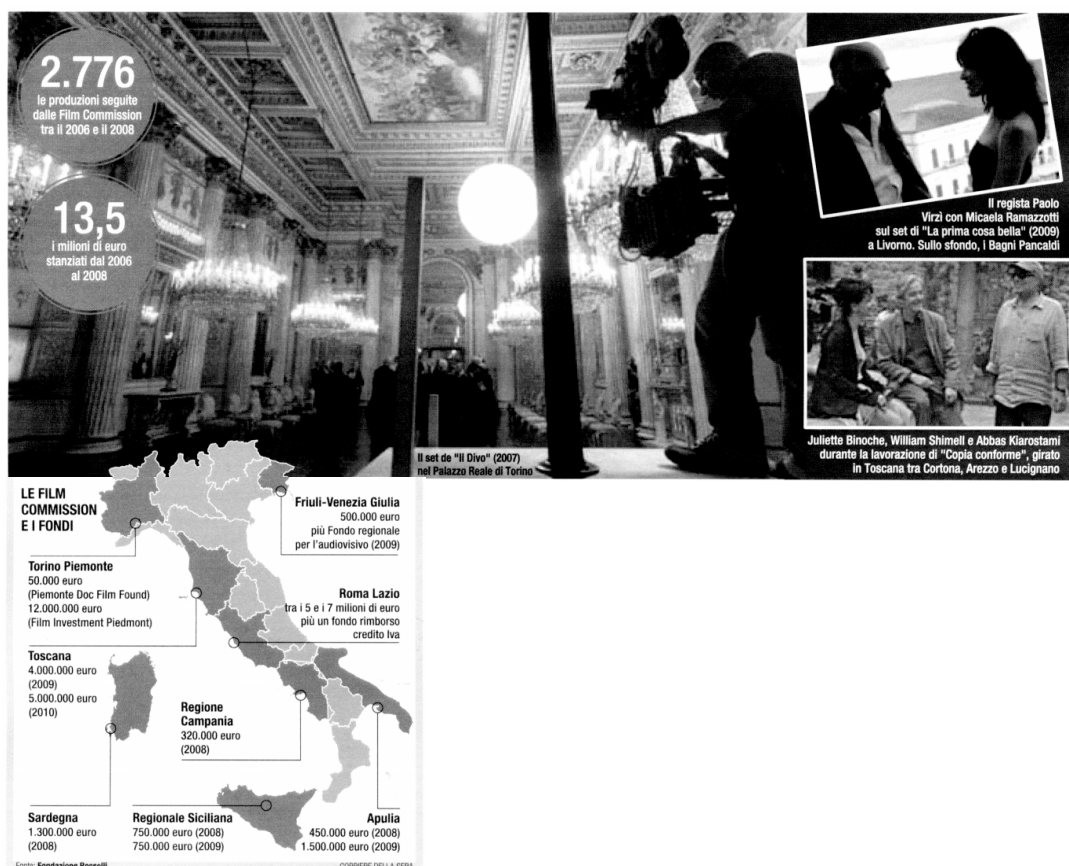 2.776
le produzioni seguite
dalle Film Commission
tra il 2006 e il 2008
13,5
i milioni di euro
stanziati dal 2006
al 2008
Il regista Paolo
Virzì con Micaela Ramazzotti
sul set di "La prima cosa bella" (2009)
a Livorno. Sullo sfondo, i Bagni Pancaldi
Il set de "Il Divo" (2007)
nel Palazzo Reale di Torino
Juliette Binoche, William Shimell e Abbas Kiarostami
durante la lavorazione di "Copia conforme", girato
in Toscana tra Cortona, Arezzo e Lucignano
LE FILM
COMMISSION
E I FONDI
Friuli-Venezia Giulia
500.000 euro
più Fondo regionale
per l'audiovisivo (2009)
Torino Piemonte
50.000 euro
(Piemonte Doc Film Found)
12.000.000 euro
(Film Investment Piedmont)
Roma Lazio
tra i 5 e i 7 milioni di euro
più un fondo rimborso
credito Iva
Toscana
4.000.000 euro
(2009)
5.000.000 euro
(2010)
Regione
Campania
320.000 euro
(2008)
Sardegna
1.300.000 euro
(2008)
Regionale Siciliana
750.000 euro (2008)
750.000 euro (2009)
Apulia
450.000 euro (2008)
1.500.000 euro (2009)
Fonte: Fondazione Rosselli
CORRIERE DELLA SERA